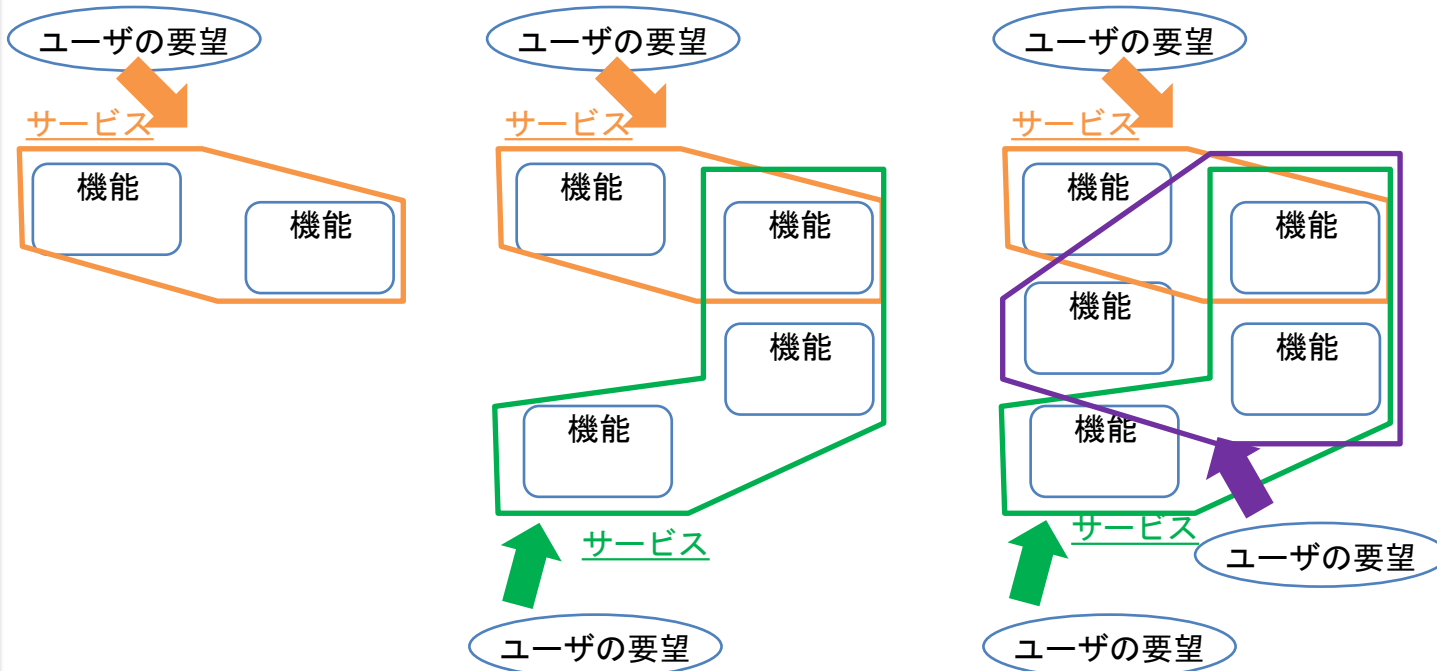 ユーザの要望
サービス
機能
機能
ユーザの要望
サービス
機能
機能
機能
機能
サービス
ユーザの要望
ユーザの要望
サービス
機能
機能
機能
機能
機能
サービス
ユーザの要望
ユーザの要望